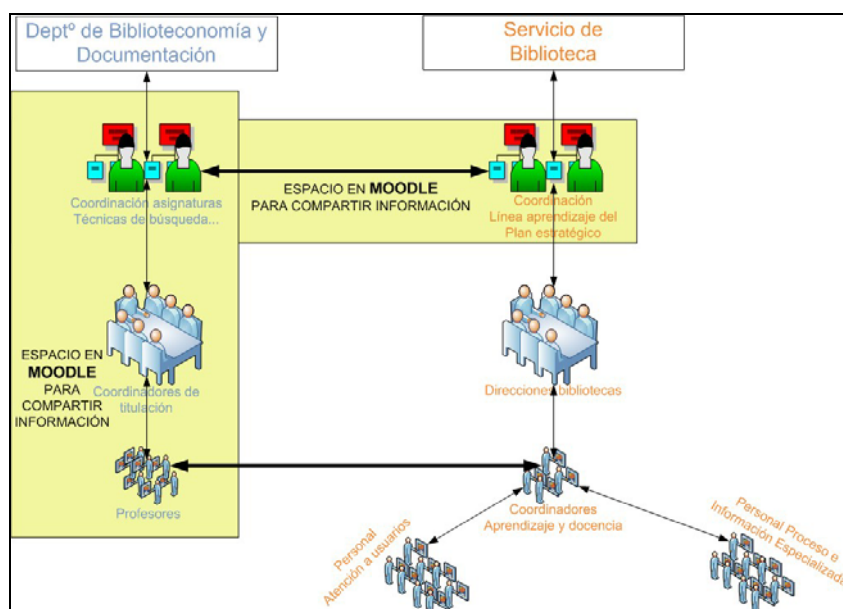 Deptº de Biblioteconomía y
Documentación
Servicio de
Biblioteca
Coordinación asignaturas
Técnicas de búsqueda...
ESPACIO EN MOODLE
PARA COMPARTIR INFORMACIÓN
Coordinación
Línea aprendizaje del
Plan estratégico
ESPACIO EN
MOODLE
PARA
COMPARTIR
INFORMACIÓN
Coordinadores de
titulación
Direcciones bibliotecas
Profesores
Coordinadores
Aprendizaje y docencia
Personal
Atención a usuarios
Personal Proceso e
Información Especializada